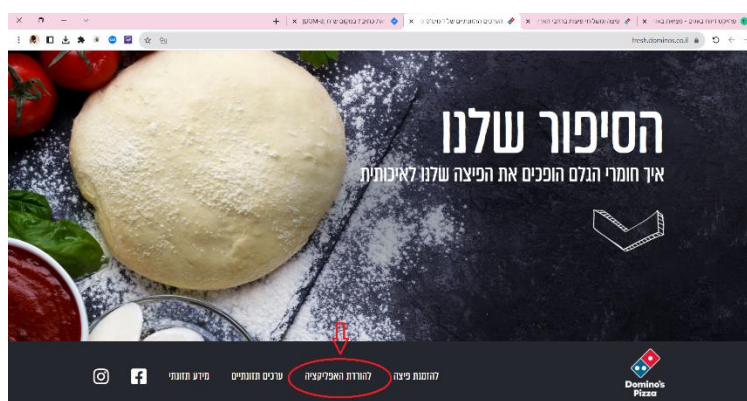 fresh.dominos.co.il
הסיפור שלנו
איך חומרי הגלם הופכים את הפיצה שלנו לאיכותית
להזמנת פיצה
להורדת האפליקציה
ערכים תזונתיים
מידע תזונתי
Domino's
Pizza